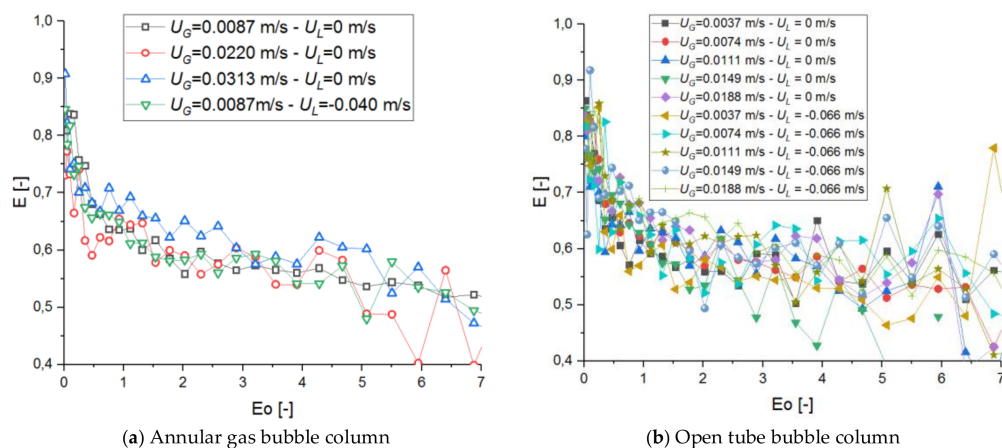 1,0
0,9
0,8
0,7
0,6
0,5
0,4
E [-]
0 1 2 3 4 5 6 7
Eo [-]
U_G=0.0087 m/s - U_L=0 m/s
U_G=0.0220 m/s - U_L=0 m/s
U_G=0.0313 m/s - U_L=0 m/s
U_G=0.0087m/s - U_L=-0.040 m/s
(a) Annular gas bubble column
1,0
0,9
0,8
0,7
0,6
0,5
0,4
E [-]
0 1 2 3 4 5 6 7
Eo [-]
U_G=0.0037 m/s - U_L = 0 m/s
U_G=0.0074 m/s - U_L = 0 m/s
U_G=0.0111 m/s - U_L = 0 m/s
U_G=0.0149 m/s - U_L = 0 m/s
U_G=0.0188 m/s - U_L = 0 m/s
U_G=0.0037 m/s - U_L = -0.066 m/s
U_G=0.0074 m/s - U_L = -0.066 m/s
U_G=0.0111 m/s - U_L = -0.066 m/s
U_G=0.0149 m/s - U_L = -0.066 m/s
U_G=0.0188 m/s - U_L = -0.066 m/s
(b) Open tube bubble column